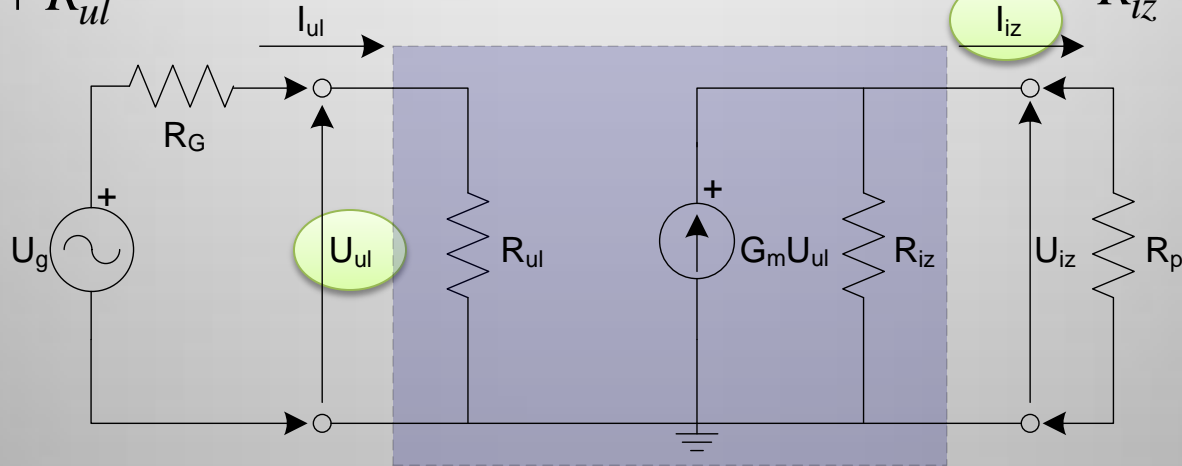 + R_ul
R_iz
I_ul
I_iz
R_G
+
+
U_g
U_ul
R_ul
G_mU_ul
R_iz
U_iz
R_p